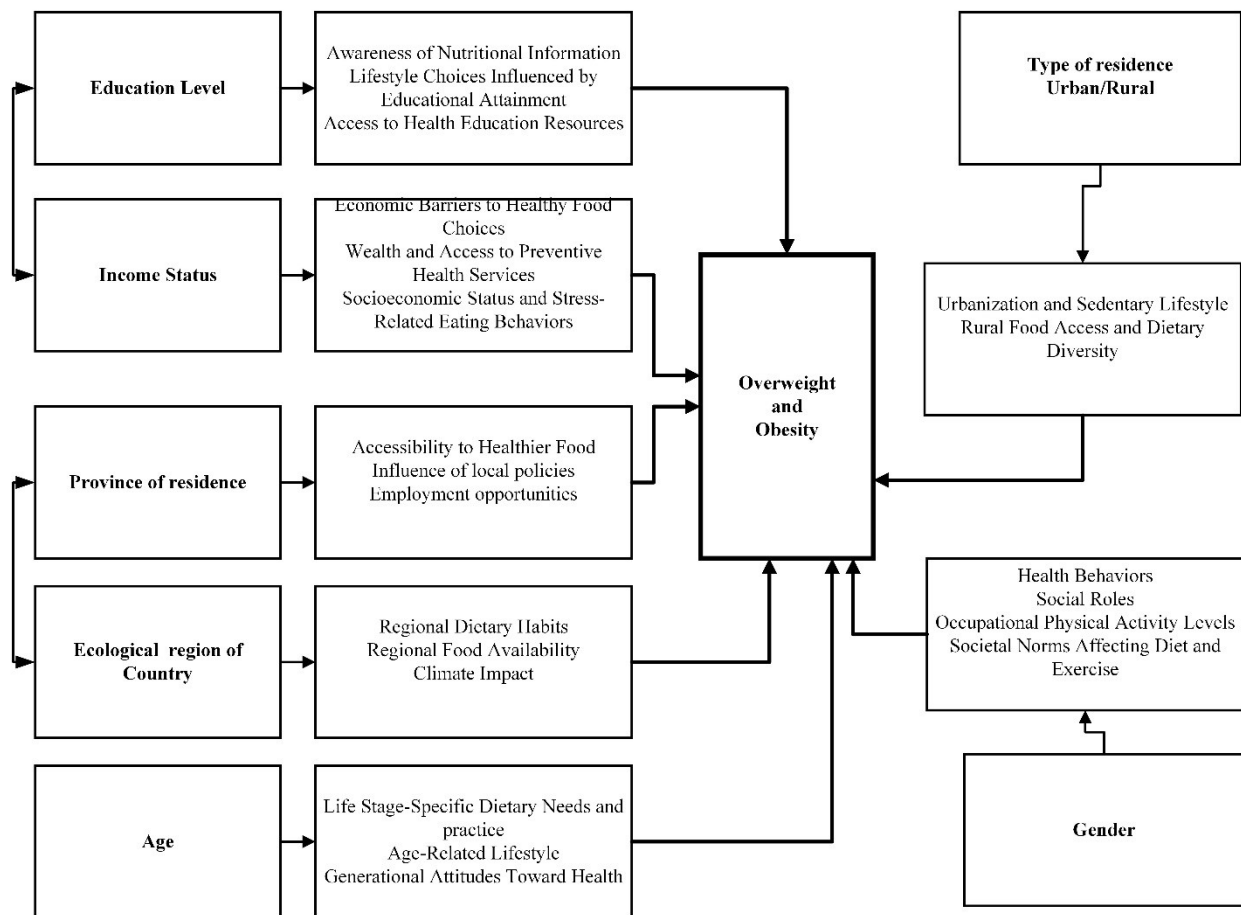 Education Level
Awareness of Nutritional Information
Lifestyle Choices Influenced by
Educational Attainment
Access to Health Education Resources
Type of residence
Urban/Rural
Income Status
Economic Barriers to Healthy Food
Choices
Wealth and Access to Preventive
Health Services
Socioeconomic Status and Stress-
Related Eating Behaviors
Overweight
and
Obesity
Urbanization and Sedentary Lifestyle
Rural Food Access and Dietary
Diversity
Province of residence
Accessibility to Healthier Food
Influence of local policies
Employment opportunities
Ecological region of
Country
Regional Dietary Habits
Regional Food Availability
Climate Impact
Health Behaviors
Social Roles
Occupational Physical Activity Levels
Societal Norms Affecting Diet and
Exercise
Age
Life Stage-Specific Dietary Needs and
practice
Age-Related Lifestyle
Generational Attitudes Toward Health
Gender